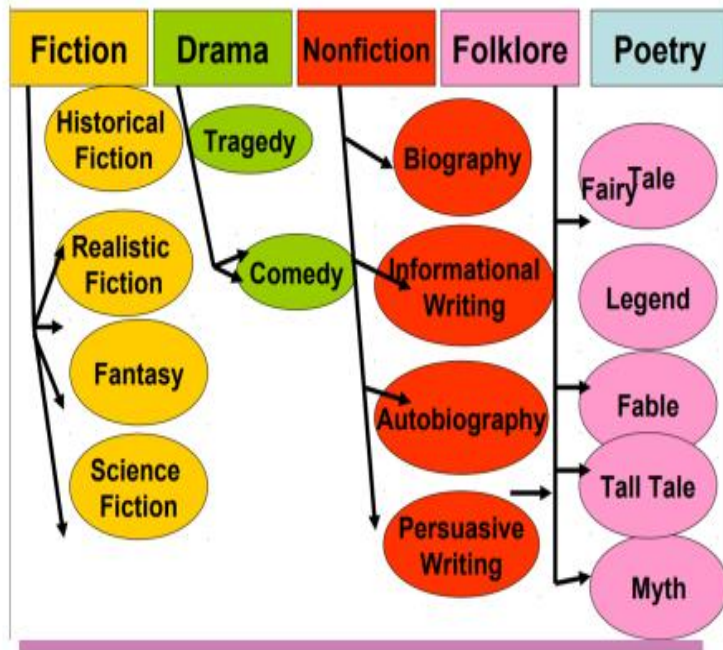 Fiction
Drama
Nonfiction
Folklore
Poetry
Historical
Fiction
Realistic
Fiction
Fantasy
Science
Fiction
Tragedy
Comedy
Biography
Informational
Writing
Autobiography
Persuasive
Writing
Fairy Tale
Legend
Fable
Tall Tale
Myth